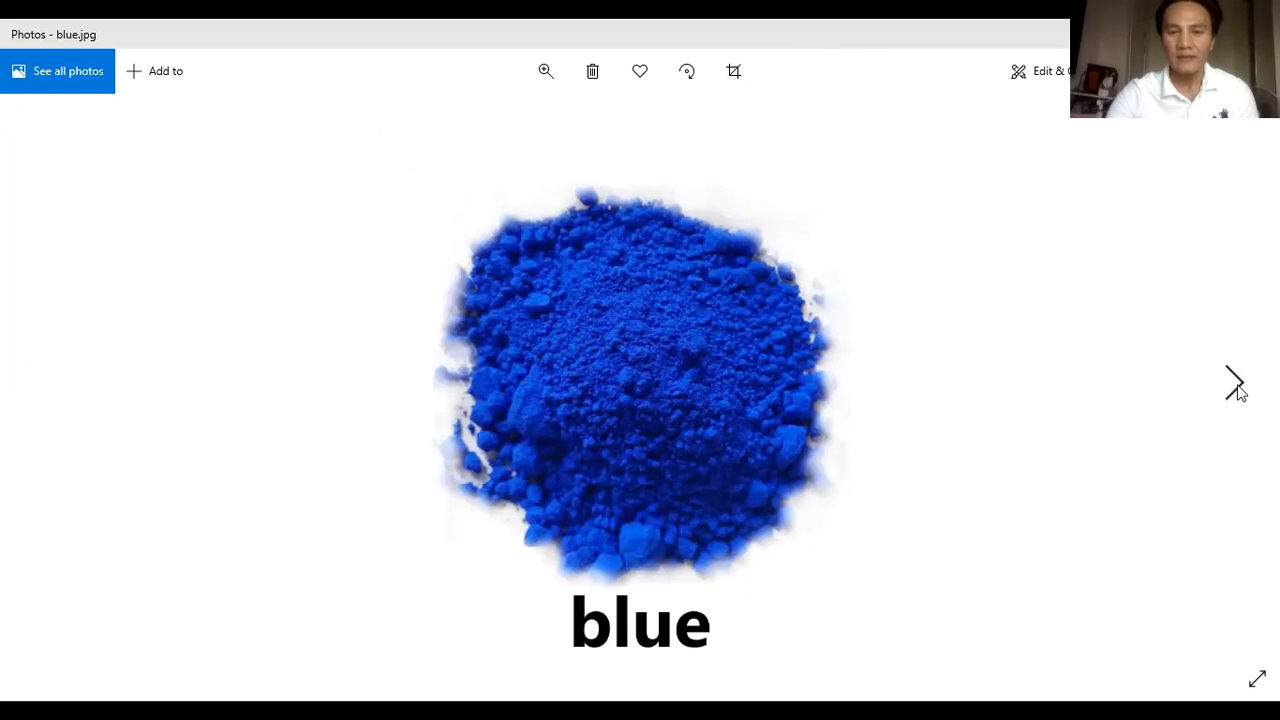 Photos - blue.jpg
See all photos
Add to
Edit &
blue